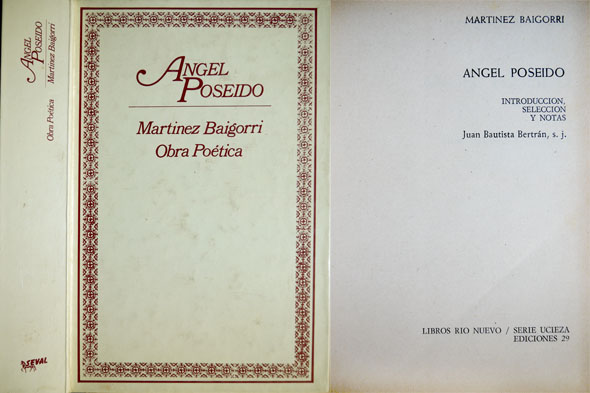 ANGEL POSEIDO
Martinez Baigorri
Obra Poética
SEVAL
ANGEL
POSEIDO
Martinez Baigorri
Obra Poética
MARTINEZ BAIGORRI
ANGEL POSEIDO
INTRODUCCION,
SELECCION
Y NOTAS
Juan Bautista Bertrán, s. j.
LIBROS RIO NUEVO / SERIE UCIEZA
EDICIONES 29